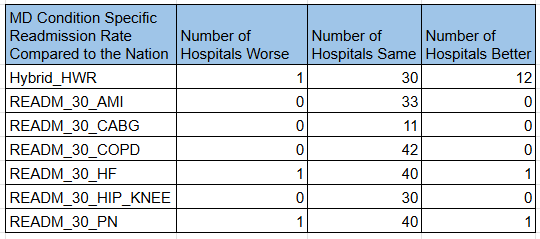 MD Condition Specific
Readmission Rate
Compared to the Nation
Number of
Hospitals Worse
Number of
Hospitals Same
Number of
Hospitals Better
Hybrid_HWR 1 30 12
READM_30_AMI 0 33 0
READM_30_CABG 0 11 0
READM_30_COPD 0 42 0
READM_30_HF 1 40 1
READM_30_HIP_KNEE 0 30 0
READM_30_PN 1 40 1